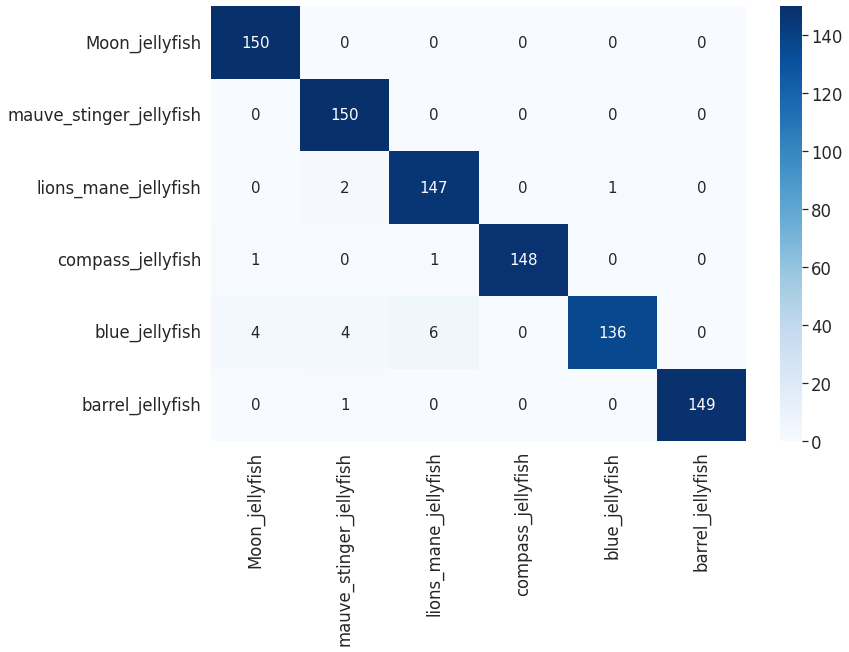 Moon_jellyfish 150 0 0 0 0 0
mauve_stinger_jellyfish 0 150 0 0 0 0
lions_mane_jellyfish 0 2 147 0 1 0
compass_jellyfish 1 0 1 148 0 0
blue_jellyfish 4 4 6 0 136 0
barrel_jellyfish 0 1 0 0 0 149
Moon_jellyfish
mauve_stinger_jellyfish
lions_mane_jellyfish
compass_jellyfish
blue_jellyfish
barrel_jellyfish
140
120
100
80
60
40
20
0